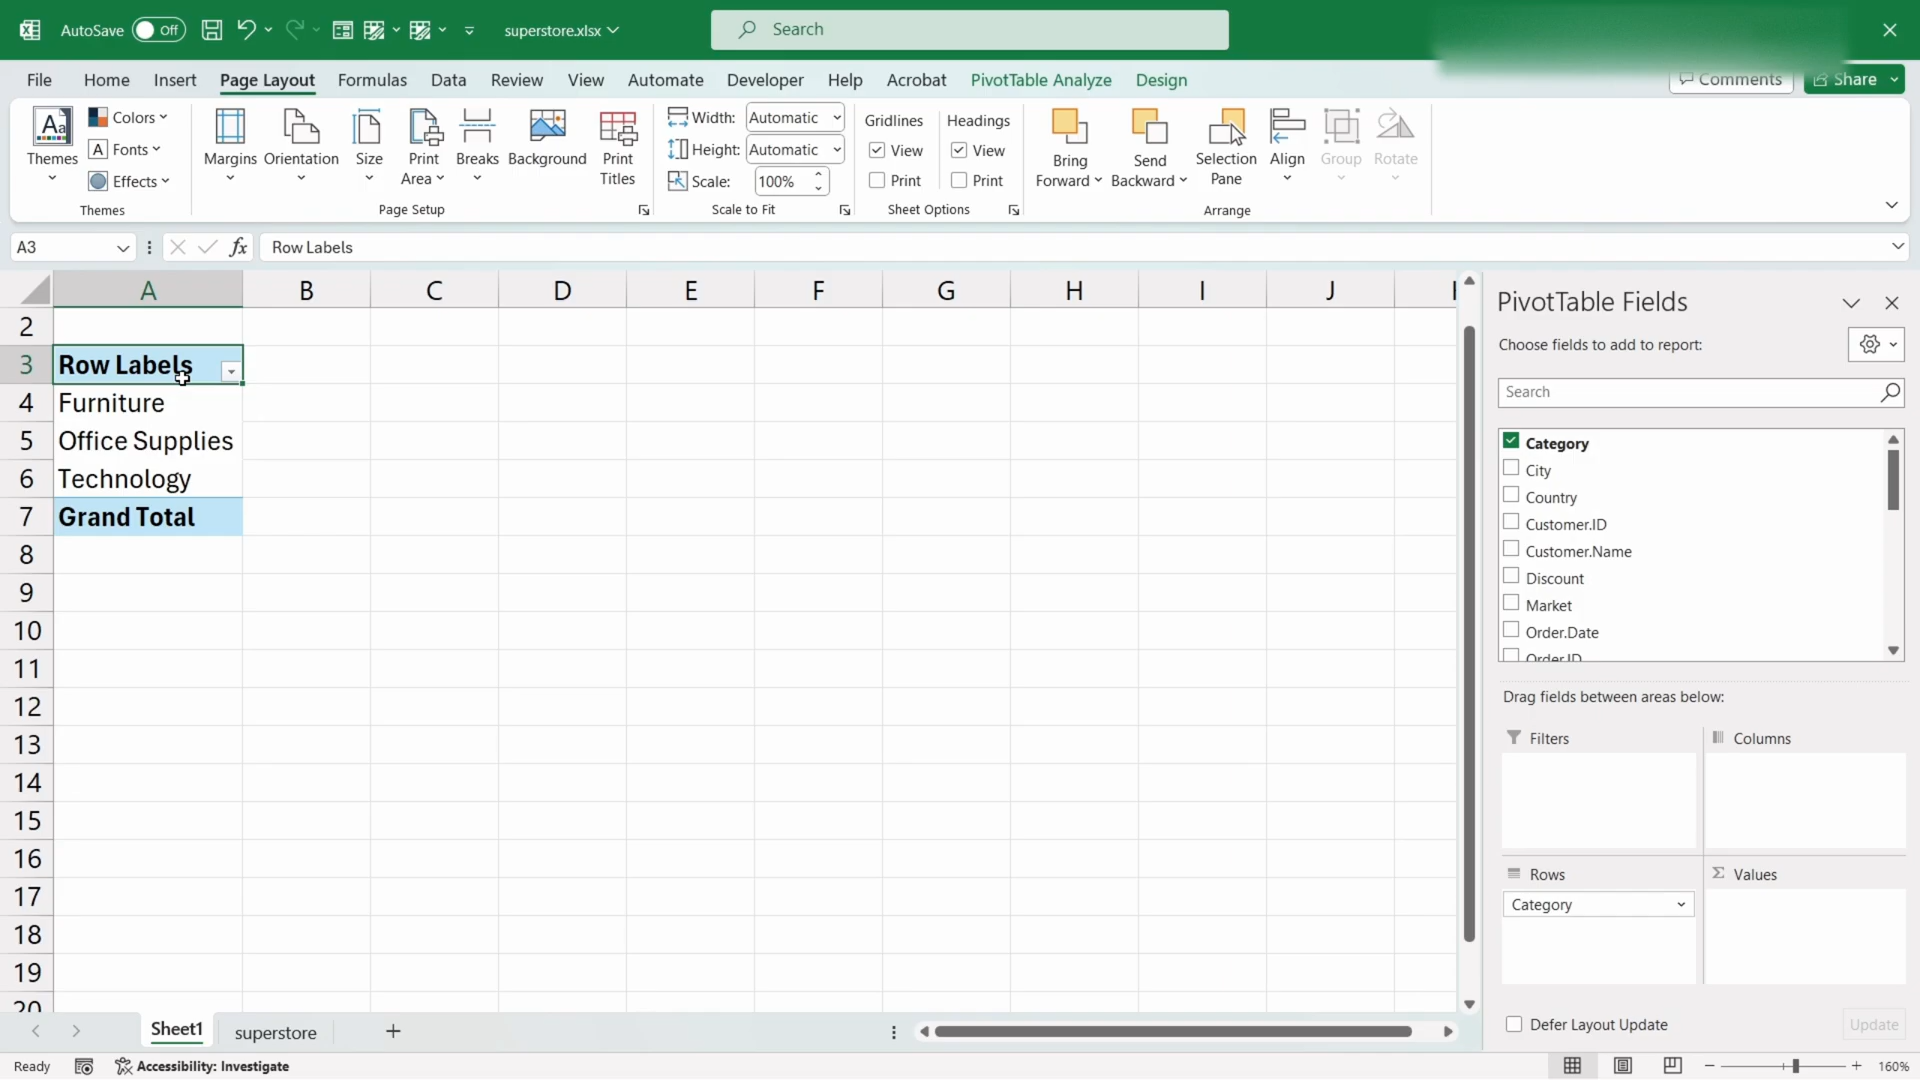 AutoSave Off superstore.xlsx Search
File Home Insert Page Layout Formulas Data Review View Automate Developer Help Acrobat PivotTable Analyze Design Comments Share
Themes Colors Fonts Effects Themes
Margins Orientation Size Print Area Breaks Background Print Titles Page Setup
Width: Automatic
Height: Automatic
Scale: 100%
Scale to Fit
Gridlines Headings
View View
Print Print
Sheet Options
Bring Forward Send Backward Selection Pane Align Group Rotate
Arrange
A3 fx Row Labels
A B C D E F G H I J
2
3 Row Labels
4 Furniture
5 Office Supplies
6 Technology
7 Grand Total
8
9
10
11
12
13
14
15
16
17
18
19
20
PivotTable Fields
Choose fields to add to report:
Search
Category
City
Country
Customer.ID
Customer.Name
Discount
Market
Order.Date
Order.ID
Drag fields between areas below:
Filters Columns
Rows Values
Category
Defer Layout Update Update
Sheet1 superstore
Ready Accessibility: Investigate 160%